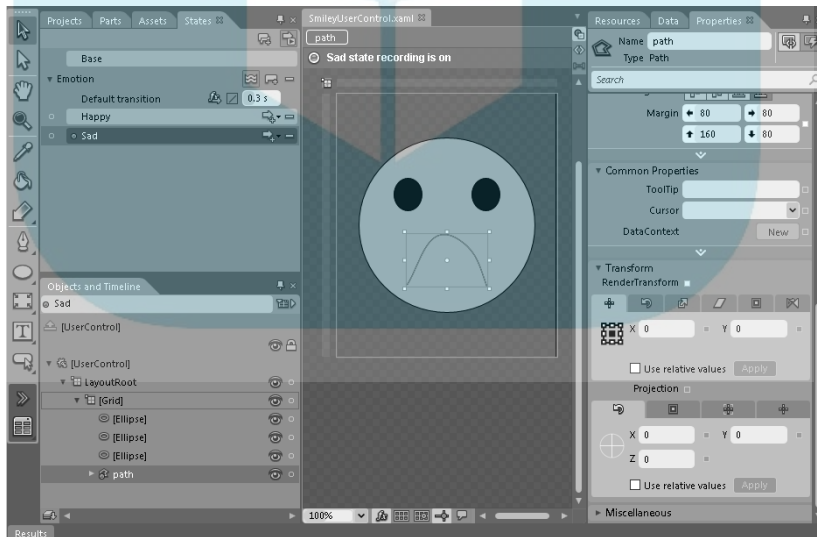 Projects Parts Assets States
Base
Emotion
Default transition 0.3 s
Happy
Sad
Objects and Timeline
Sad
[UserControl]
[UserControl]
LayoutRoot
[Grid]
[Ellipse]
[Ellipse]
[Ellipse]
path
Results
SmileyUserControl.xaml
path
Sad state recording is on
100%
Resources Data Properties
Name path
Type Path
Search
Margin 80 80
160 80
Common Properties
ToolTip
Cursor
DataContext New
Transform
RenderTransform
X 0 Y 0
Use relative values Apply
Projection
X 0 Y 0
Z 0
Use relative values Apply
Miscellaneous